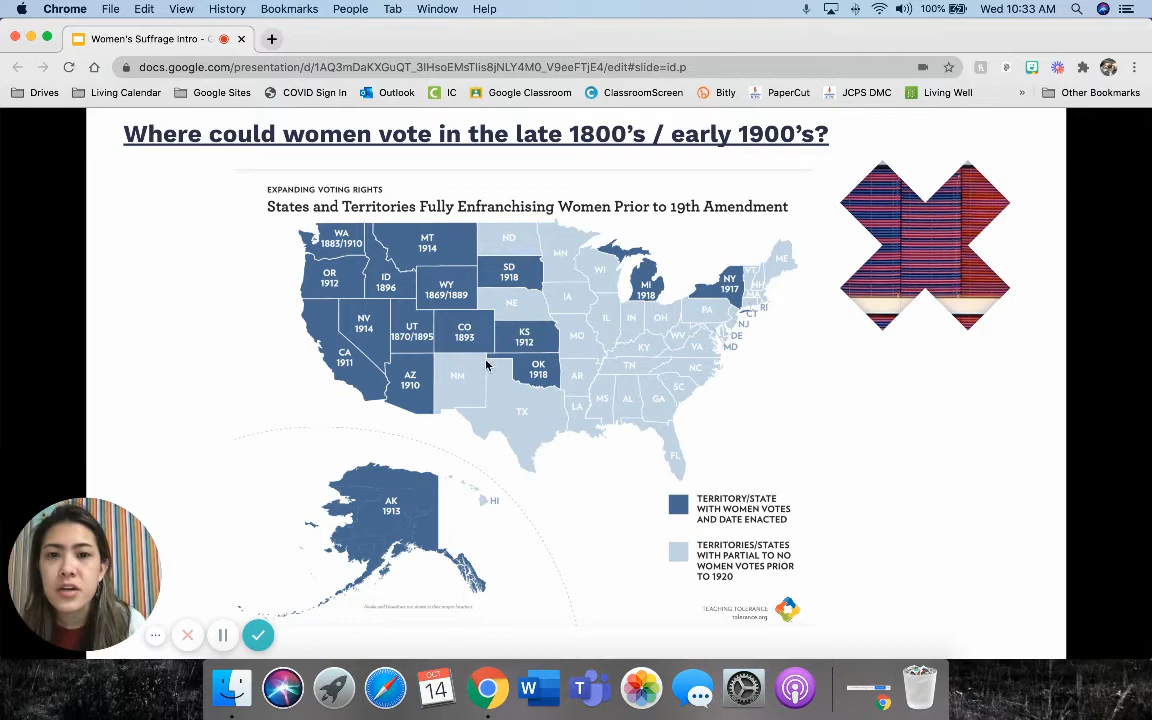 Chrome File Edit View History Bookmarks People Tab Window Help 100% Wed 10:33 AM
Women's Suffrage Intro -
docs.google.com/presentation/d/1AQ3mDaKXGuQT_3lHsoEMsTlis8jNLY4M0_V9eeFTjE4/edit#slide=id.p
Drives Living Calendar Google Sites COVID Sign In Outlook IC Google Classroom ClassroomScreen Bitly PaperCut JCPS DMC Living Well » Other Bookmarks
Where could women vote in the late 1800's / early 1900's?
EXPANDING VOTING RIGHTS
States and Territories Fully Enfranchising Women Prior to 19th Amendment
WA
1883/1910
MT
1914
ND
MN
OR
1912
ID
1896
WY
1869/1889
SD
1918
WI
MI
1918
NY
1917
VT
NH
MA
ME
NV
1914
UT
1870/1895
CO
1893
NE
IA
IL
IN
OH
PA
CT
RI
NJ
DE
MD
CA
1911
AZ
1910
NM
KS
1912
OK
1918
MO
KY
WV
VA
TN
NC
AR
SC
MS
AL
GA
LA
TX
FL
AK
1913
HI
TERRITORY/STATE
WITH WOMEN VOTES
AND DATE ENACTED
TERRITORIES/STATES
WITH PARTIAL TO NO
WOMEN VOTES PRIOR
TO 1920
TEACHING TOLERANCE
tolerance.org
OCT
14